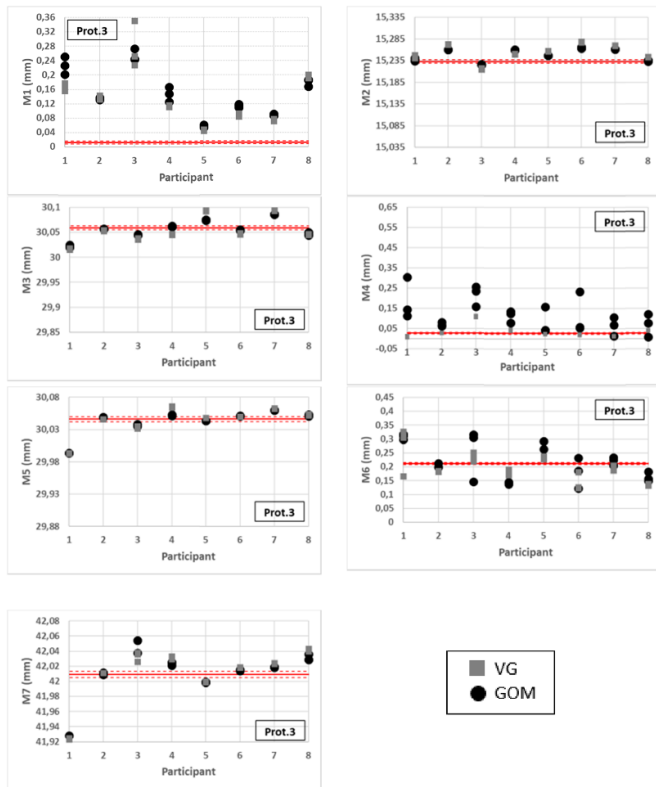 0,36
0,32
0,28
0,24
0,2
0,16
0,12
0,08
0,04
0
M1 (mm)
Prot.3
1 2 3 4 5 6 7 8
Participant
15,335
15,285
15,235
15,185
15,135
15,085
15,035
M2 (mm)
Prot.3
1 2 3 4 5 6 7 8
Participant
30,1
30,05
30
29,95
29,9
29,85
M3 (mm)
Prot.3
1 2 3 4 5 6 7 8
Participant
0,65
0,55
0,45
0,35
0,25
0,15
0,05
-0,05
M4 (mm)
Prot.3
1 2 3 4 5 6 7 8
Participant
30,08
30,03
29,98
29,93
29,88
M5 (mm)
Prot.3
1 2 3 4 5 6 7 8
Participant
0,45
0,4
0,35
0,3
0,25
0,2
0,15
0,1
0,05
0
M6 (mm)
Prot.3
1 2 3 4 5 6 7 8
Participant
42,08
42,06
42,04
42,02
42
41,98
41,96
41,94
41,92
M7 (mm)
Prot.3
1 2 3 4 5 6 7 8
Participant
VG
GOM